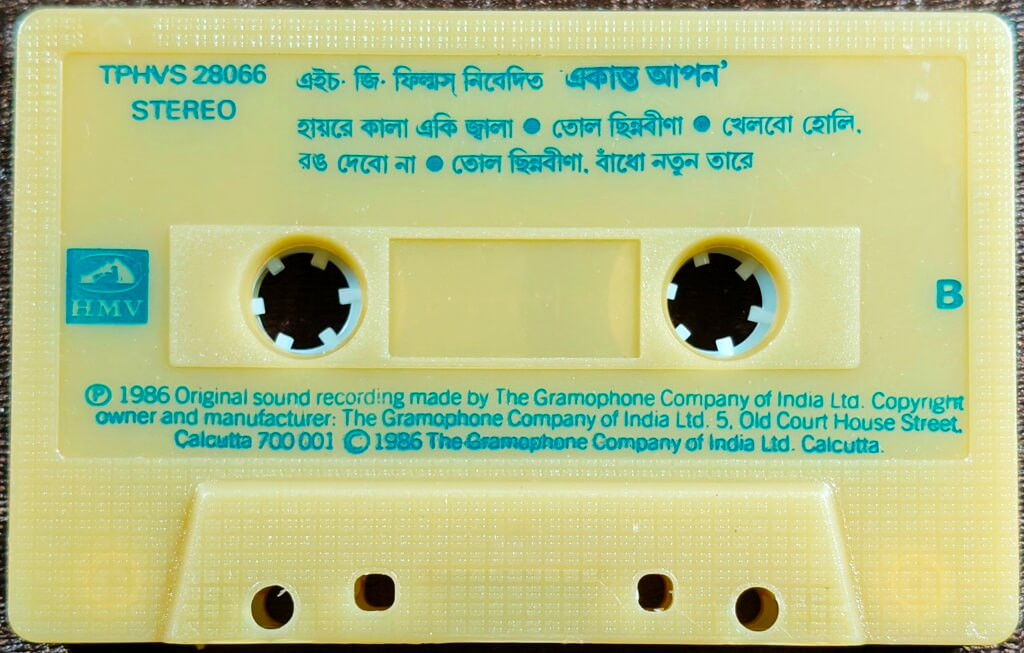 TPHVS 28066
STEREO
এইচ· জি· ফিল্মস্ নিবেদিত 'একান্ত আপন'
হায়রে কালা একি জ্বালা ● তোল ছিন্নবীণা ● খেলবো হোলি,
রঙ দেবো না ● তোল ছিন্নবীণা, বাঁধো নতুন তারে
HMV
B
Ⓟ 1986 Original sound recording made by The Gramophone Company of India Ltd. Copyright
owner and manufacturer: The Gramophone Company of India Ltd. 5, Old Court House Street,
Calcutta 700 001 © 1986 The Gramophone Company of India Ltd. Calcutta.